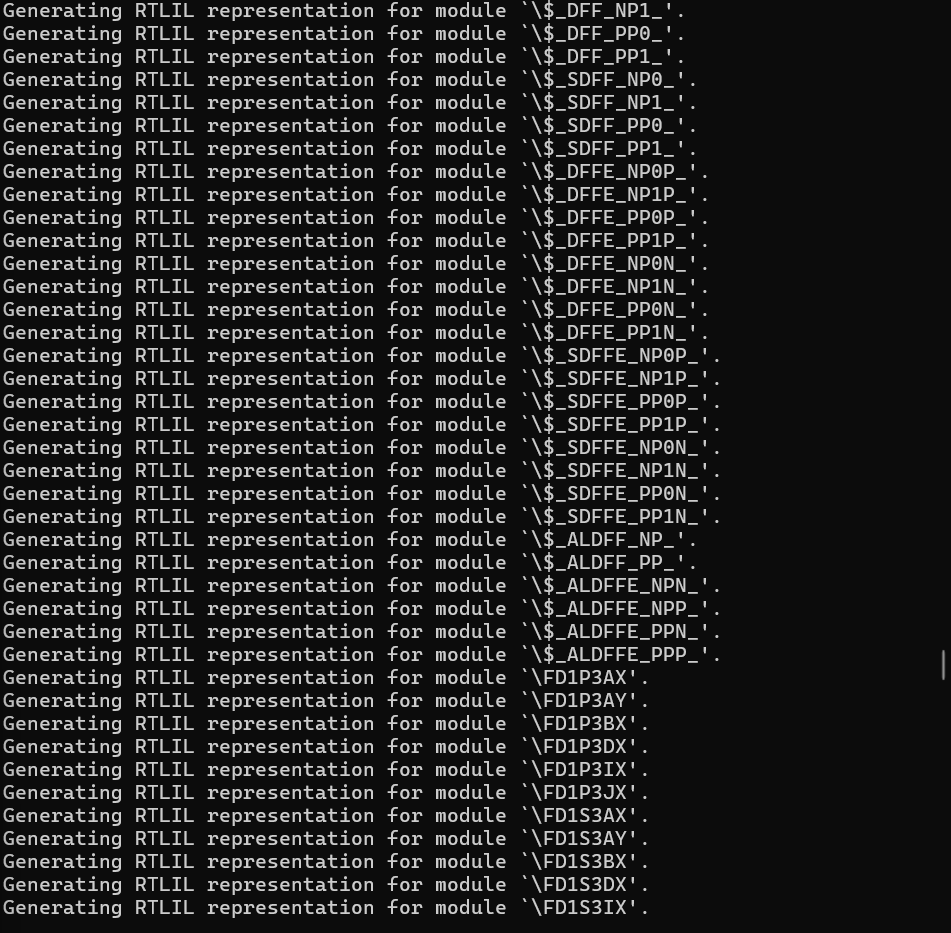 Generating RTLIL representation for module `\$_DFF_NP1_'.
Generating RTLIL representation for module `\$_DFF_PP0_'.
Generating RTLIL representation for module `\$_DFF_PP1_'.
Generating RTLIL representation for module `\$_SDFF_NP0_'.
Generating RTLIL representation for module `\$_SDFF_NP1_'.
Generating RTLIL representation for module `\$_SDFF_PP0_'.
Generating RTLIL representation for module `\$_SDFF_PP1_'.
Generating RTLIL representation for module `\$_DFFE_NP0P_'.
Generating RTLIL representation for module `\$_DFFE_NP1P_'.
Generating RTLIL representation for module `\$_DFFE_PP0P_'.
Generating RTLIL representation for module `\$_DFFE_PP1P_'.
Generating RTLIL representation for module `\$_DFFE_NP0N_'.
Generating RTLIL representation for module `\$_DFFE_NP1N_'.
Generating RTLIL representation for module `\$_DFFE_PP0N_'.
Generating RTLIL representation for module `\$_DFFE_PP1N_'.
Generating RTLIL representation for module `\$_SDFFE_NP0P_'.
Generating RTLIL representation for module `\$_SDFFE_NP1P_'.
Generating RTLIL representation for module `\$_SDFFE_PP0P_'.
Generating RTLIL representation for module `\$_SDFFE_PP1P_'.
Generating RTLIL representation for module `\$_SDFFE_NP0N_'.
Generating RTLIL representation for module `\$_SDFFE_NP1N_'.
Generating RTLIL representation for module `\$_SDFFE_PP0N_'.
Generating RTLIL representation for module `\$_SDFFE_PP1N_'.
Generating RTLIL representation for module `\$_ALDFF_NP_'.
Generating RTLIL representation for module `\$_ALDFF_PP_'.
Generating RTLIL representation for module `\$_ALDFFE_NPN_'.
Generating RTLIL representation for module `\$_ALDFFE_NPP_'.
Generating RTLIL representation for module `\$_ALDFFE_PPN_'.
Generating RTLIL representation for module `\$_ALDFFE_PPP_'.
Generating RTLIL representation for module `\FD1P3AX'.
Generating RTLIL representation for module `\FD1P3AY'.
Generating RTLIL representation for module `\FD1P3BX'.
Generating RTLIL representation for module `\FD1P3DX'.
Generating RTLIL representation for module `\FD1P3IX'.
Generating RTLIL representation for module `\FD1P3JX'.
Generating RTLIL representation for module `\FD1S3AX'.
Generating RTLIL representation for module `\FD1S3AY'.
Generating RTLIL representation for module `\FD1S3BX'.
Generating RTLIL representation for module `\FD1S3DX'.
Generating RTLIL representation for module `\FD1S3IX'.